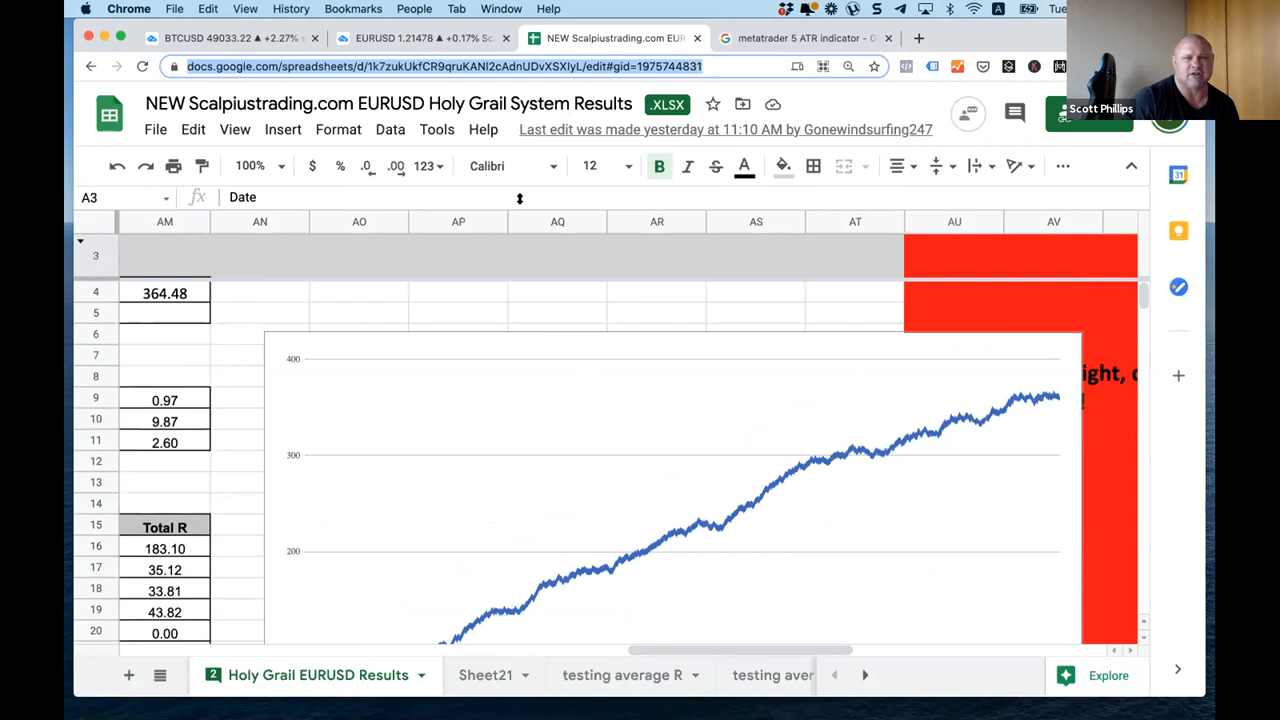 Chrome File Edit View History Bookmarks People Tab Window Help Tue
BTCUSD 49033.22 ▲ +2.27% s
EURUSD 1.21478 ▲ +0.17% Sc
NEW Scalpiustrading.com EUR
metatrader 5 ATR indicator - G
docs.google.com/spreadsheets/d/1k7zukUkfCR9qruKANI2cAdnUDvXSXIyL/edit#gid=1975744831
Scott Phillips
NEW Scalpiustrading.com EURUSD Holy Grail System Results .XLSX
File Edit View Insert Format Data Tools Help Last edit was made yesterday at 11:10 AM by Gonewindsurfing247
100% $ % .0 .00 123 Calibri 12 B I S A
31
A3 fx Date
AM AN AO AP AQ AR AS AT AU AV
3
4 364.48
5
6
7
400
8
ight, c
9 0.97
!
10 9.87
11 2.60
12
300
13
14
15 Total R
16 183.10
200
17 35.12
18 33.81
19 43.82
20 0.00
2 Holy Grail EURUSD Results Sheet21 testing average R testing aver Explore